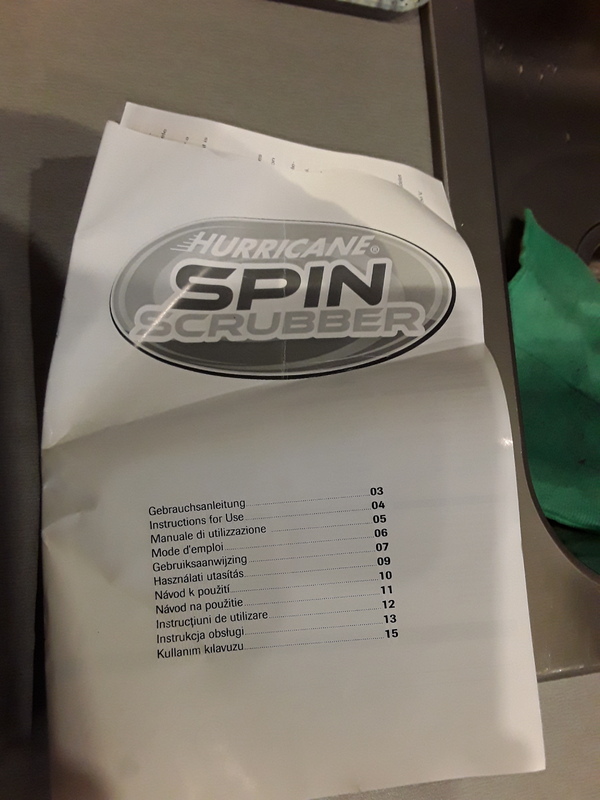 HURRICANE®
SPIN
SCRUBBER
Gebrauchsanleitung 03
Instructions for Use 04
Manuale di utilizzazione 05
Mode d'emploi 06
Gebruiksaanwijzing 07
Használati utasítás 09
Návod k použití 10
Návod na použitie 11
Instrucţiuni de utilizare 12
Instrukcja obsługi 13
Kullanım kılavuzu 15